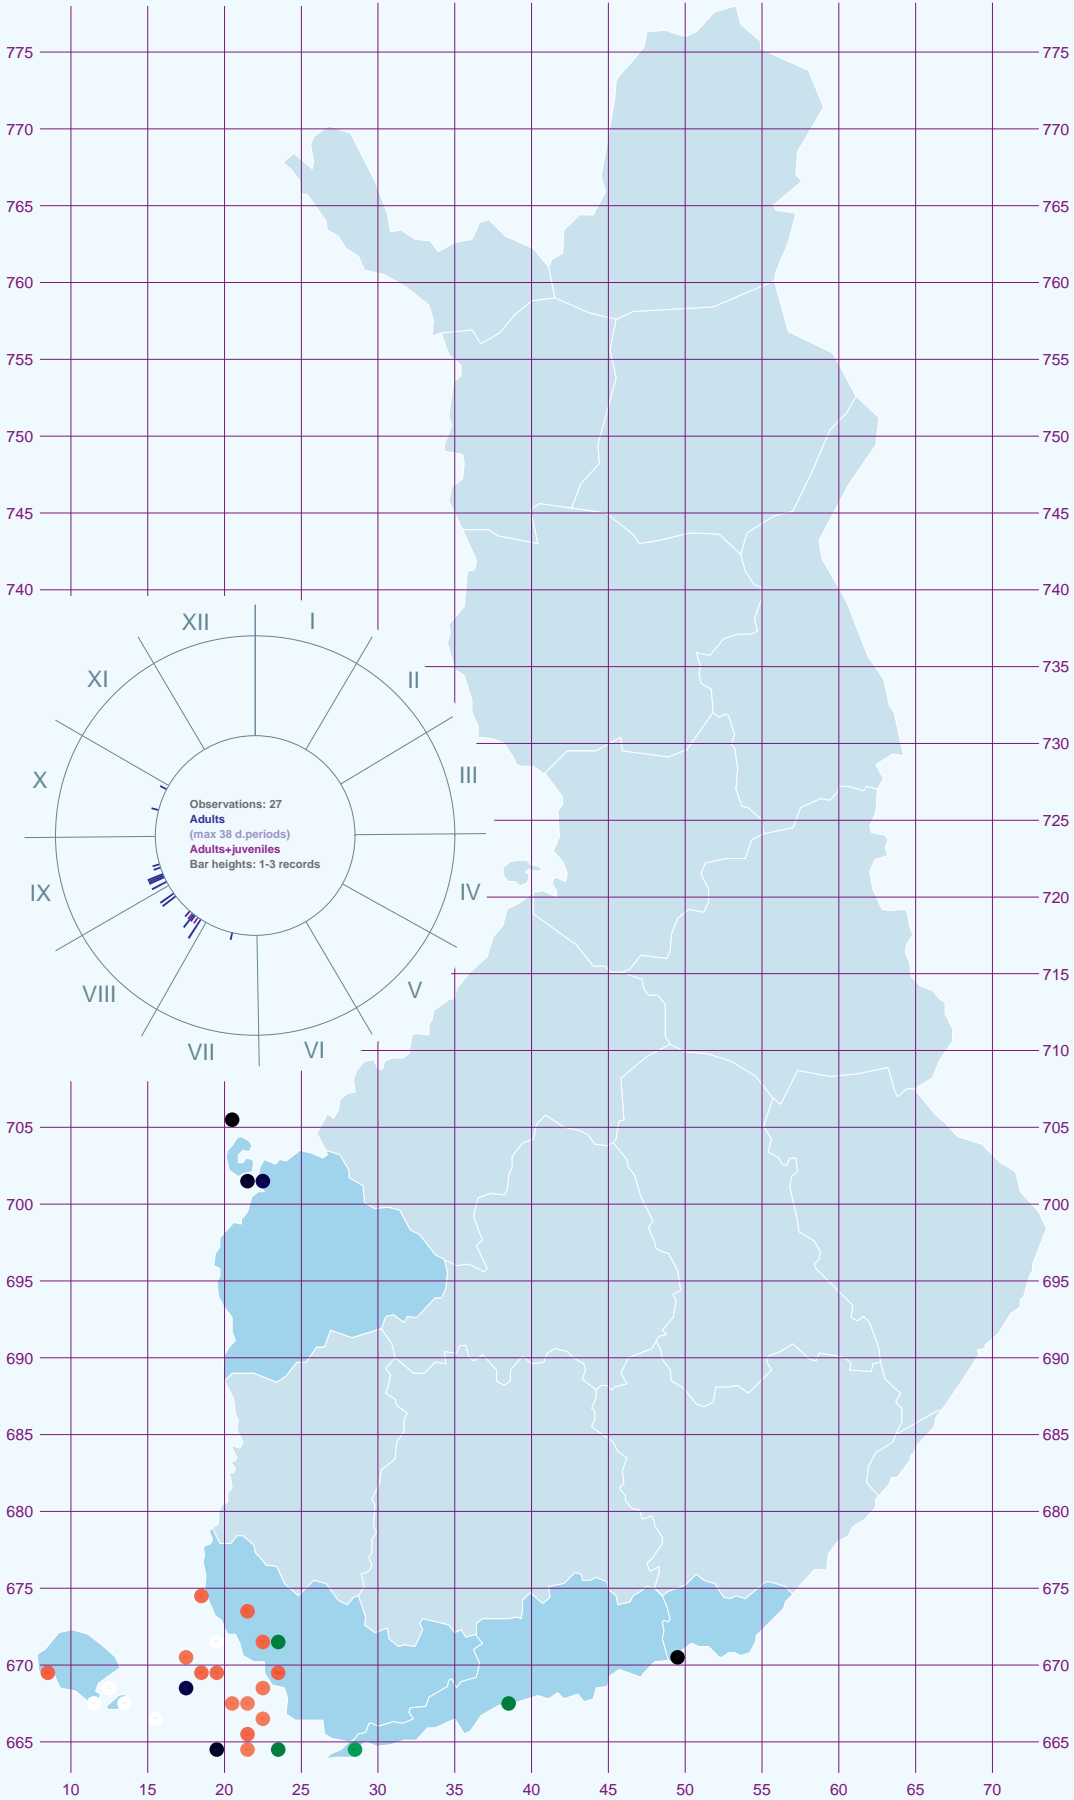 775 775
770 770
765 765
760 760
755 755
750 750
745 745
740 740
XII I
735
XI II
730
X III
Observations: 27
Adults
725
(max 38 d.periods)
Adults+juveniles
Bar heights: 1-3 records
IX IV
720
VIII V
715
VII VI
710
705 705
700 700
695 695
690 690
685 685
680 680
675 675
670 670
665 665
10 15 20 25 30 35 40 45 50 55 60 65 70